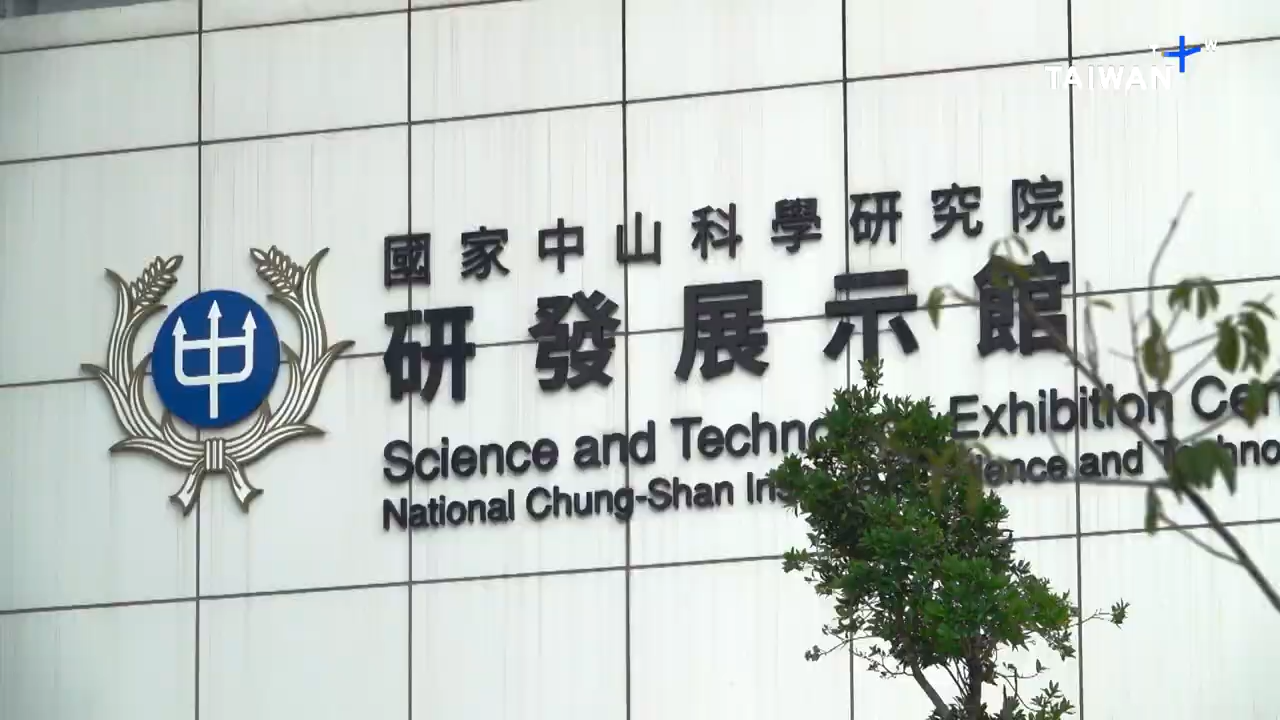 TAIWAN
國家中山科學研究院
研發展示館
Science and Techno Exhibition Cen
National Chung-Shan Ins ience and Techno